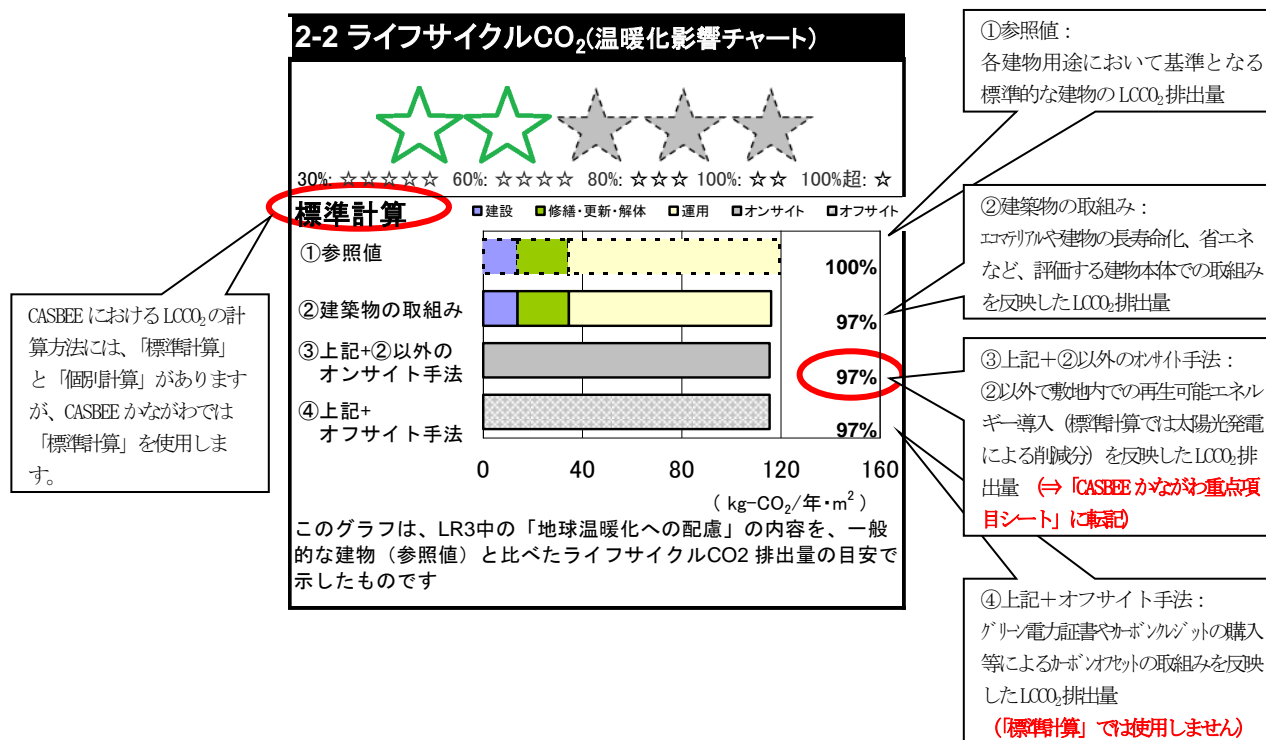 2-2 ライフサイクルCO₂(温暖化影響チャート)
30%: ☆☆☆☆☆ 60%: ☆☆☆☆ 80%: ☆☆☆ 100%: ☆☆ 100%超: ☆
標準計算
建設 修繕・更新・解体 運用 オンサイト オフサイト
①参照値
100%
②建築物の取組み
97%
③上記+②以外の
オンサイト手法
97%
④上記+
オフサイト手法
97%
0 40 80 120 160
( kg-CO₂/年・m² )
このグラフは、LR3中の「地球温暖化への配慮」の内容を、一般
的な建物(参照値)と比べたライフサイクルCO2 排出量の目安で
示したものです
CASBEE における LCCO₂の計
算方法には、「標準計算」
と「個別計算」があります
が、CASBEE かながわでは
「標準計算」を使用しま
す。
①参照値:
各建物用途において基準となる
標準的な建物の LCCO₂排出量
②建築物の取組み:
エコマテリアルや建物の長寿命化、省エネ
など、評価する建物本体での取組み
を反映した LCCO₂排出量
③上記+②以外のオンサイト手法:
②以外で敷地内での再生可能エネル
ギー導入(標準計算では太陽光発電
による削減分)を反映した LCCO₂排
出量 (⇒「CASBEE かながわ重点項
目シート」に転記)
④上記+オフサイト手法:
グリーン電力証書やカーボンクレジットの購入
等によるカーボンオフセットの取組みを反映
した LCCO₂排出量
(「標準計算」では使用しません)